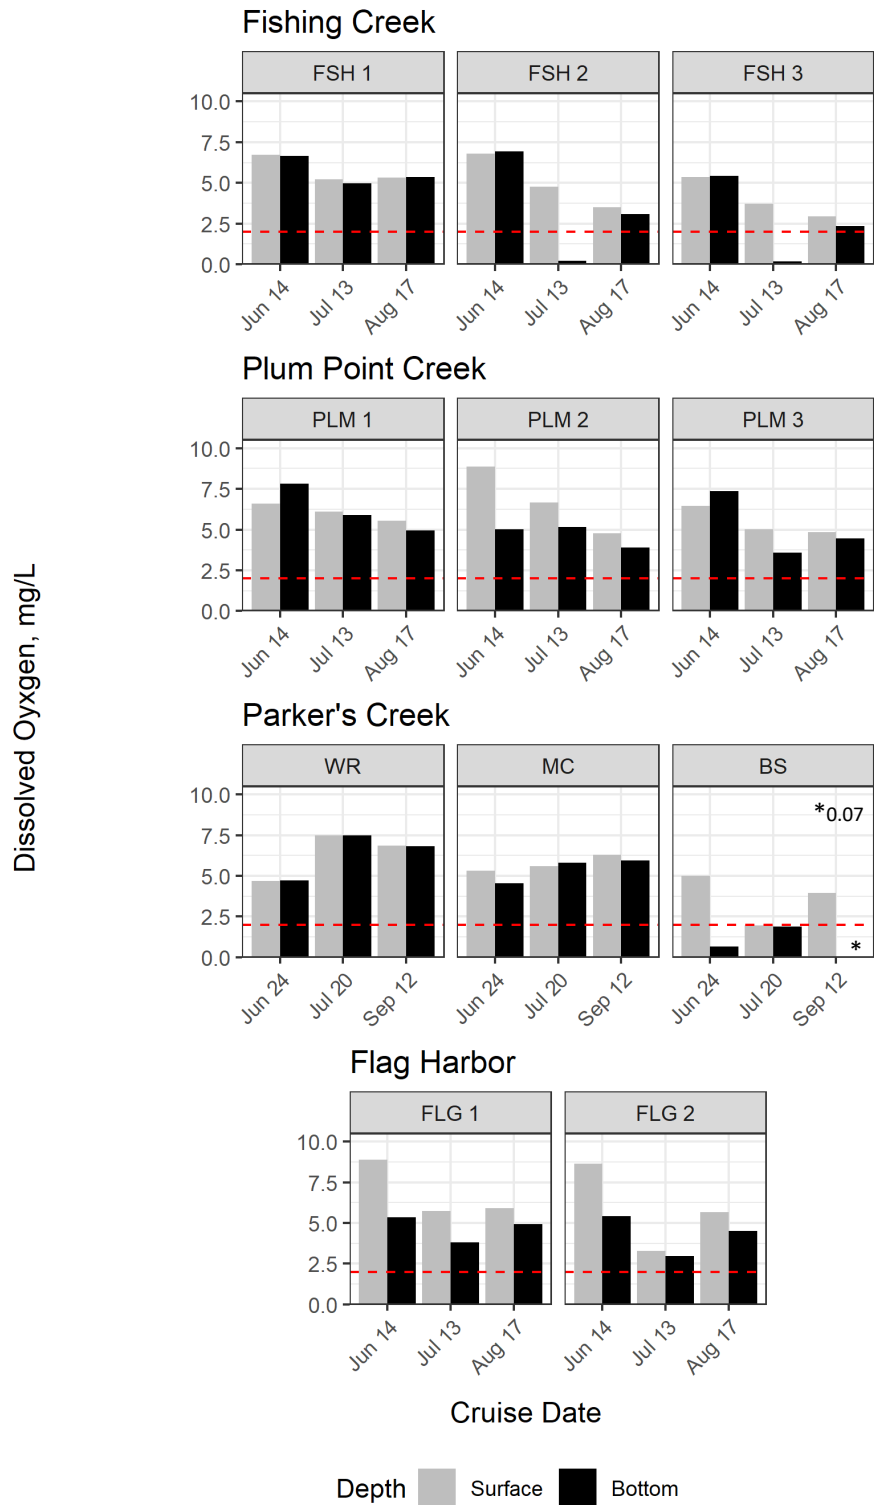 Fishing Creek
FSH 1 FSH 2 FSH 3
10.0
7.5
5.0
2.5
0.0
Jun 14 Jul 13 Aug 17 Jun 14 Jul 13 Aug 17 Jun 14 Jul 13 Aug 17
Plum Point Creek
PLM 1 PLM 2 PLM 3
10.0
7.5
5.0
2.5
0.0
Jun 14 Jul 13 Aug 17 Jun 14 Jul 13 Aug 17 Jun 14 Jul 13 Aug 17
Dissolved Oyxgen, mg/L
Parker's Creek
WR MC BS
10.0
*0.07
7.5
5.0
2.5
*
0.0
Jun 24 Jul 20 Sep 12 Jun 24 Jul 20 Sep 12 Jun 24 Jul 20 Sep 12
Flag Harbor
FLG 1 FLG 2
10.0
7.5
5.0
2.5
0.0
Jun 14 Jul 13 Aug 17 Jun 14 Jul 13 Aug 17
Cruise Date
Depth Surface Bottom